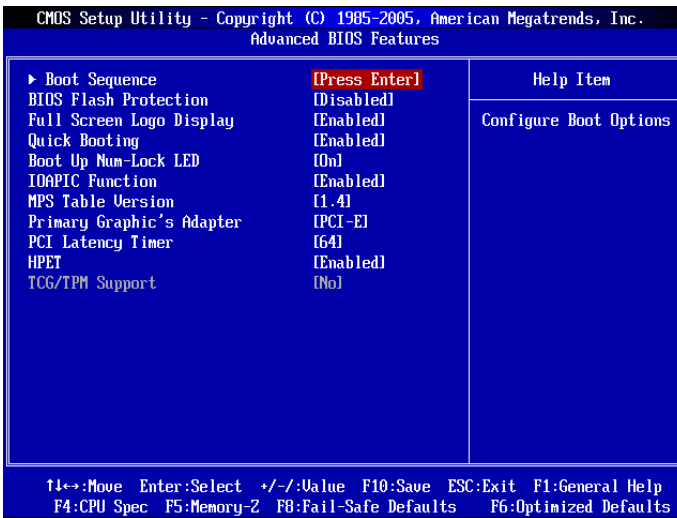 CMOS Setup Utility - Copyright (C) 1985-2005, American Megatrends, Inc.
Advanced BIOS Features
▶ Boot Sequence [Press Enter] Help Item
BIOS Flash Protection [Disabled]
Full Screen Logo Display [Enabled] Configure Boot Options
Quick Booting [Enabled]
Boot Up Num-Lock LED [On]
IOAPIC Function [Enabled]
MPS Table Version [1.4]
Primary Graphic's Adapter [PCI-E]
PCI Latency Timer [64]
HPET [Enabled]
TCG/TPM Support [No]
↑↓↔:Move Enter:Select +/-/:Value F10:Save ESC:Exit F1:General Help
F4:CPU Spec F5:Memory-Z F8:Fail-Safe Defaults F6:Optimized Defaults